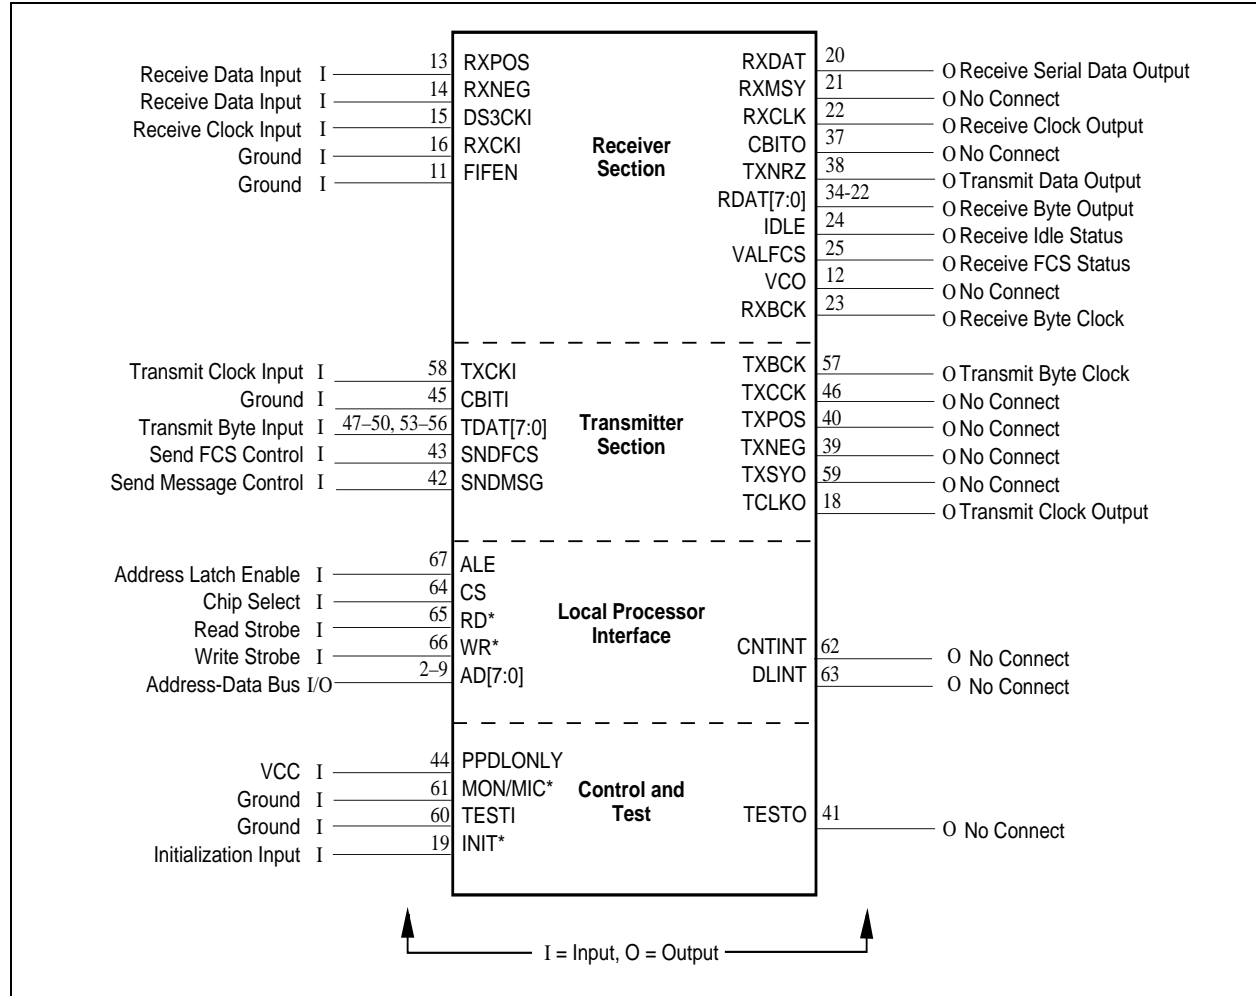 Receive Data Input I 13 RXPOS
Receive Data Input I 14 RXNEG
Receive Clock Input I 15 DS3CKI
Ground I 16 RXCKI
Ground I 11 FIFEN
Receiver
Section
RXDAT 20 O Receive Serial Data Output
RXMSY 21 O No Connect
RXCLK 22 O Receive Clock Output
CBITO 37 O No Connect
TXNRZ 38 O Transmit Data Output
RDAT[7:0] 34-22 O Receive Byte Output
IDLE 24 O Receive Idle Status
VALFCS 25 O Receive FCS Status
VCO 12 O No Connect
RXBCK 23 O Receive Byte Clock
Transmit Clock Input I 58 TXCKI
Ground I 45 CBITI
Transmit Byte Input I 47–50, 53–56 TDAT[7:0]
Send FCS Control I 43 SNDFCS
Send Message Control I 42 SNDMSG
Transmitter
Section
TXBCK 57 O Transmit Byte Clock
TXCCK 46 O No Connect
TXPOS 40 O No Connect
TXNEG 39 O No Connect
TXSYO 59 O No Connect
TCLKO 18 O Transmit Clock Output
Address Latch Enable I 67 ALE
Chip Select I 64 CS
Read Strobe I 65 RD*
Write Strobe I 66 WR*
Address-Data Bus I/O 2–9 AD[7:0]
Local Processor
Interface
CNTINT 62 O No Connect
DLINT 63 O No Connect
VCC I 44 PPDLONLY
Ground I 61 MON/MIC*
Ground I 60 TESTI
Initialization Input I 19 INIT*
Control and
Test
TESTO 41 O No Connect
I = Input, O = Output